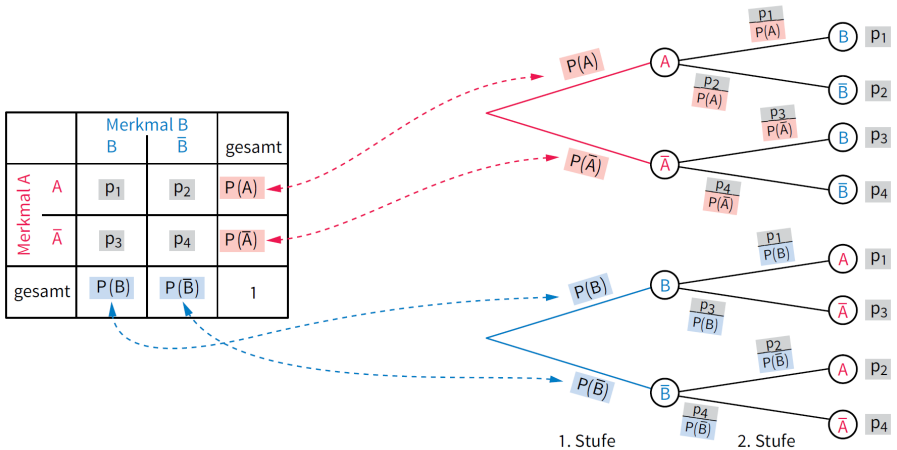 Merkmal B
B B̅ gesamt
Merkmal A
A p₁ p₂ P(A)
A̅ p₃ p₄ P(A̅)
gesamt P(B) P(B̅) 1
P(A)
A
p₁/P(A)
B p₁
p₂/P(A)
B̅ p₂
P(A̅)
A̅
p₃/P(A̅)
B p₃
p₄/P(A̅)
B̅ p₄
P(B)
B
p₁/P(B)
A p₁
p₃/P(B)
A̅ p₃
P(B̅)
B̅
p₂/P(B̅)
A p₂
p₄/P(B̅)
A̅ p₄
1. Stufe 2. Stufe